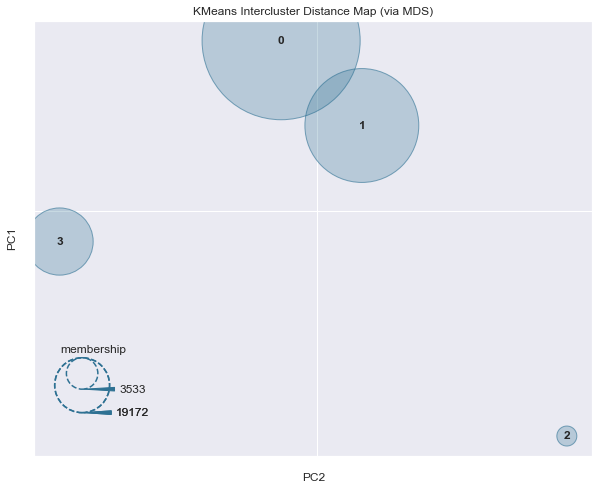 KMeans Intercluster Distance Map (via MDS)
0
1
PC1
3
membership
3533
19172
2
PC2